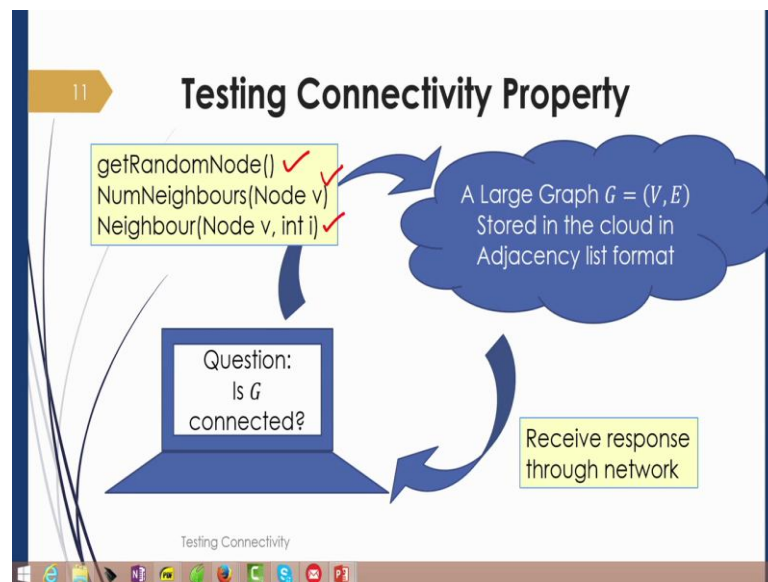 11
Testing Connectivity Property
getRandomNode()
NumNeighbours(Node v)
Neighbour(Node v, int i)
A Large Graph G = (V, E)
Stored in the cloud in
Adjacency list format
Question:
Is G
connected?
Receive response
through network
Testing Connectivity